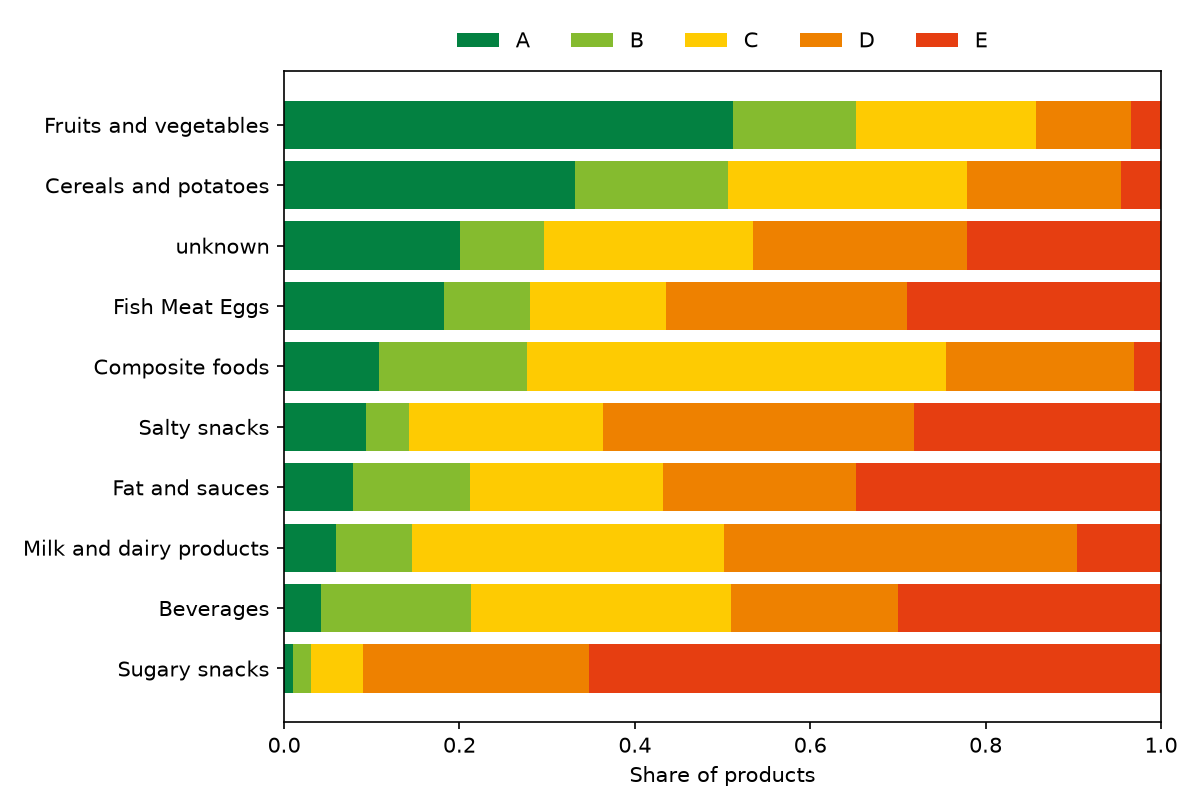 A B C D E
Fruits and vegetables
Cereals and potatoes
unknown
Fish Meat Eggs
Composite foods
Salty snacks
Fat and sauces
Milk and dairy products
Beverages
Sugary snacks
0.0 0.2 0.4 0.6 0.8 1.0
Share of products